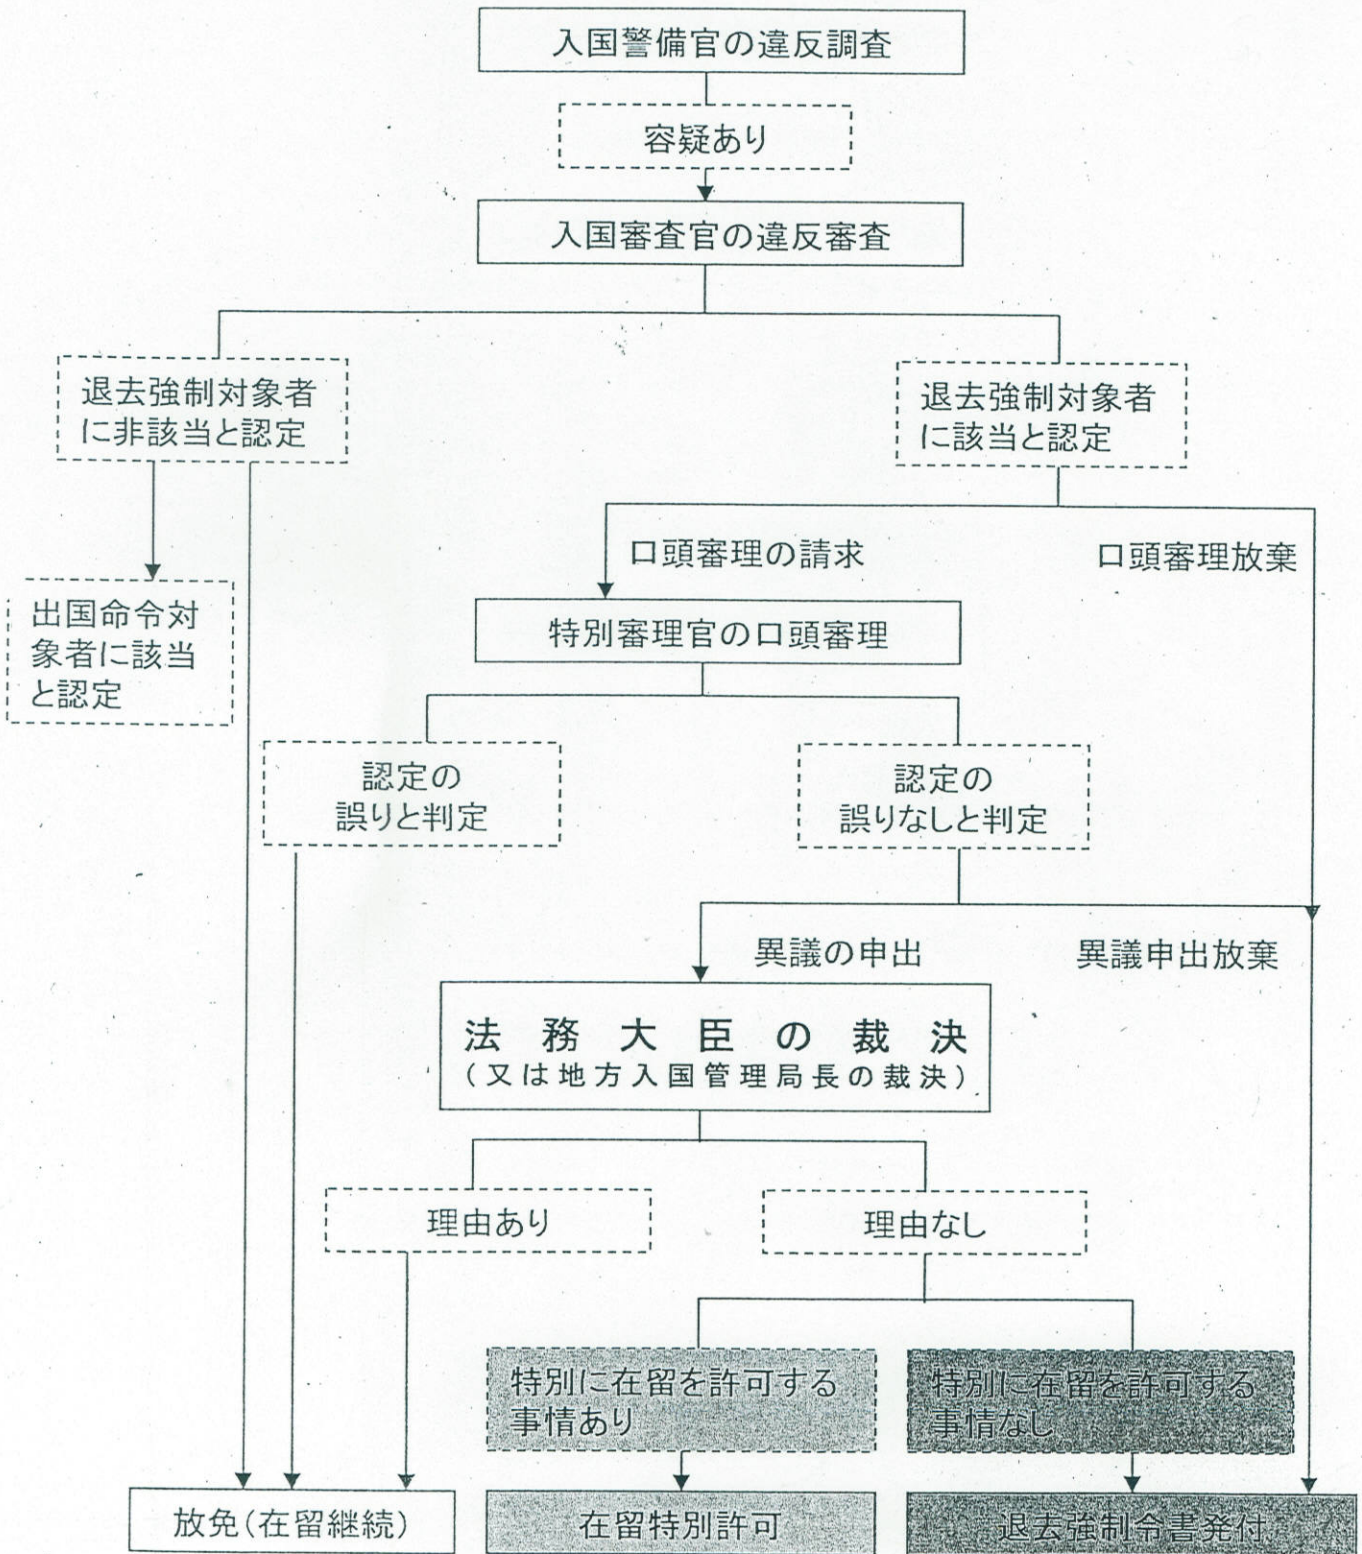 入国警備官の違反調査
容疑あり
入国審査官の違反審査
退去強制対象者
に非該当と認定
退去強制対象者
に該当と認定
口頭審理の請求
口頭審理放棄
出国命令対
象者に該当
と認定
特別審理官の口頭審理
認定の
誤りと判定
認定の
誤りなしと判定
異議の申出
異議申出放棄
法務大臣の裁決
(又は地方入国管理局長の裁決)
理由あり
理由なし
特別に在留を許可する
事情あり
特別に在留を許可する
事情なし
放免(在留継続)
在留特別許可
退去強制令書発付